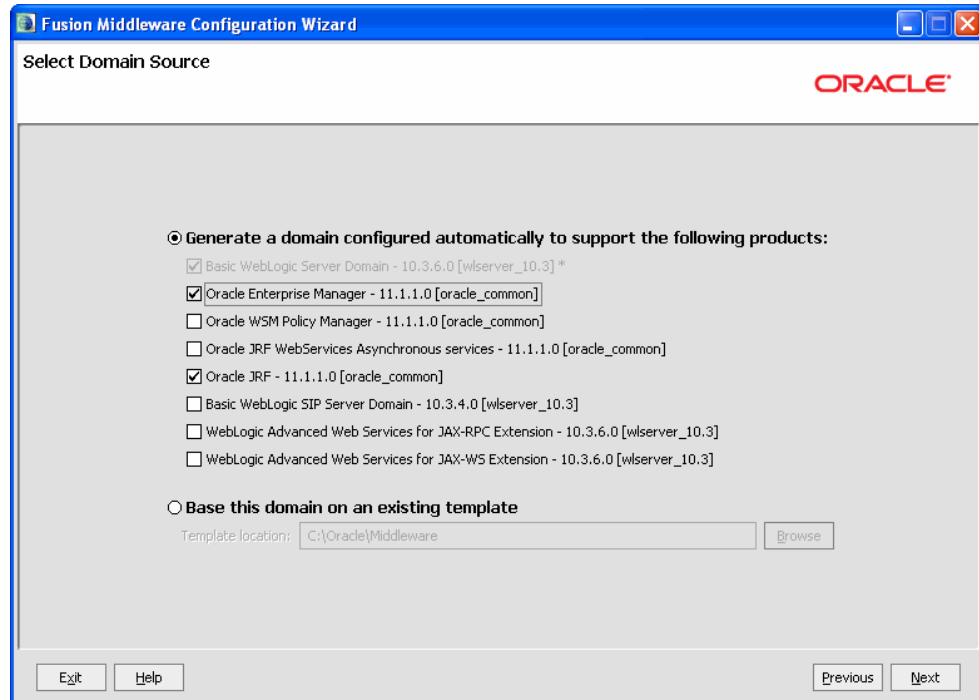 Fusion Middleware Configuration Wizard
Select Domain Source
ORACLE
Generate a domain configured automatically to support the following products:
Basic WebLogic Server Domain - 10.3.6.0 [wlserver_10.3] *
Oracle Enterprise Manager - 11.1.1.0 [oracle_common]
Oracle WSM Policy Manager - 11.1.1.0 [oracle_common]
Oracle JRF WebServices Asynchronous services - 11.1.1.0 [oracle_common]
Oracle JRF - 11.1.1.0 [oracle_common]
Basic WebLogic SIP Server Domain - 10.3.4.0 [wlserver_10.3]
WebLogic Advanced Web Services for JAX-RPC Extension - 10.3.6.0 [wlserver_10.3]
WebLogic Advanced Web Services for JAX-WS Extension - 10.3.6.0 [wlserver_10.3]
Base this domain on an existing template
Template location: C:\Oracle\Middleware Browse
Exit Help Previous Next